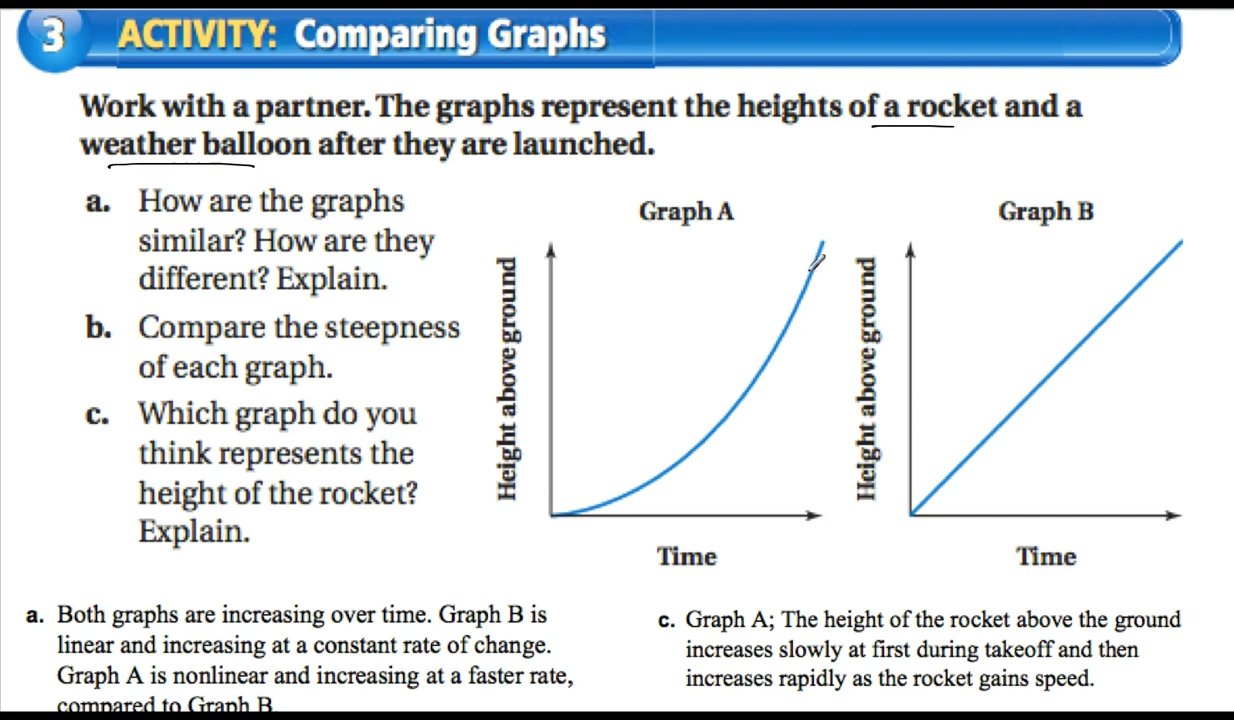 3 ACTIVITY: Comparing Graphs
Work with a partner. The graphs represent the heights of a rocket and a
weather balloon after they are launched.
a. How are the graphs
similar? How are they
different? Explain.
b. Compare the steepness
of each graph.
c. Which graph do you
think represents the
height of the rocket?
Explain.
Graph A
Height above ground
Time
Graph B
Height above ground
Time
a. Both graphs are increasing over time. Graph B is
linear and increasing at a constant rate of change.
Graph A is nonlinear and increasing at a faster rate,
compared to Graph B.
c. Graph A; The height of the rocket above the ground
increases slowly at first during takeoff and then
increases rapidly as the rocket gains speed.